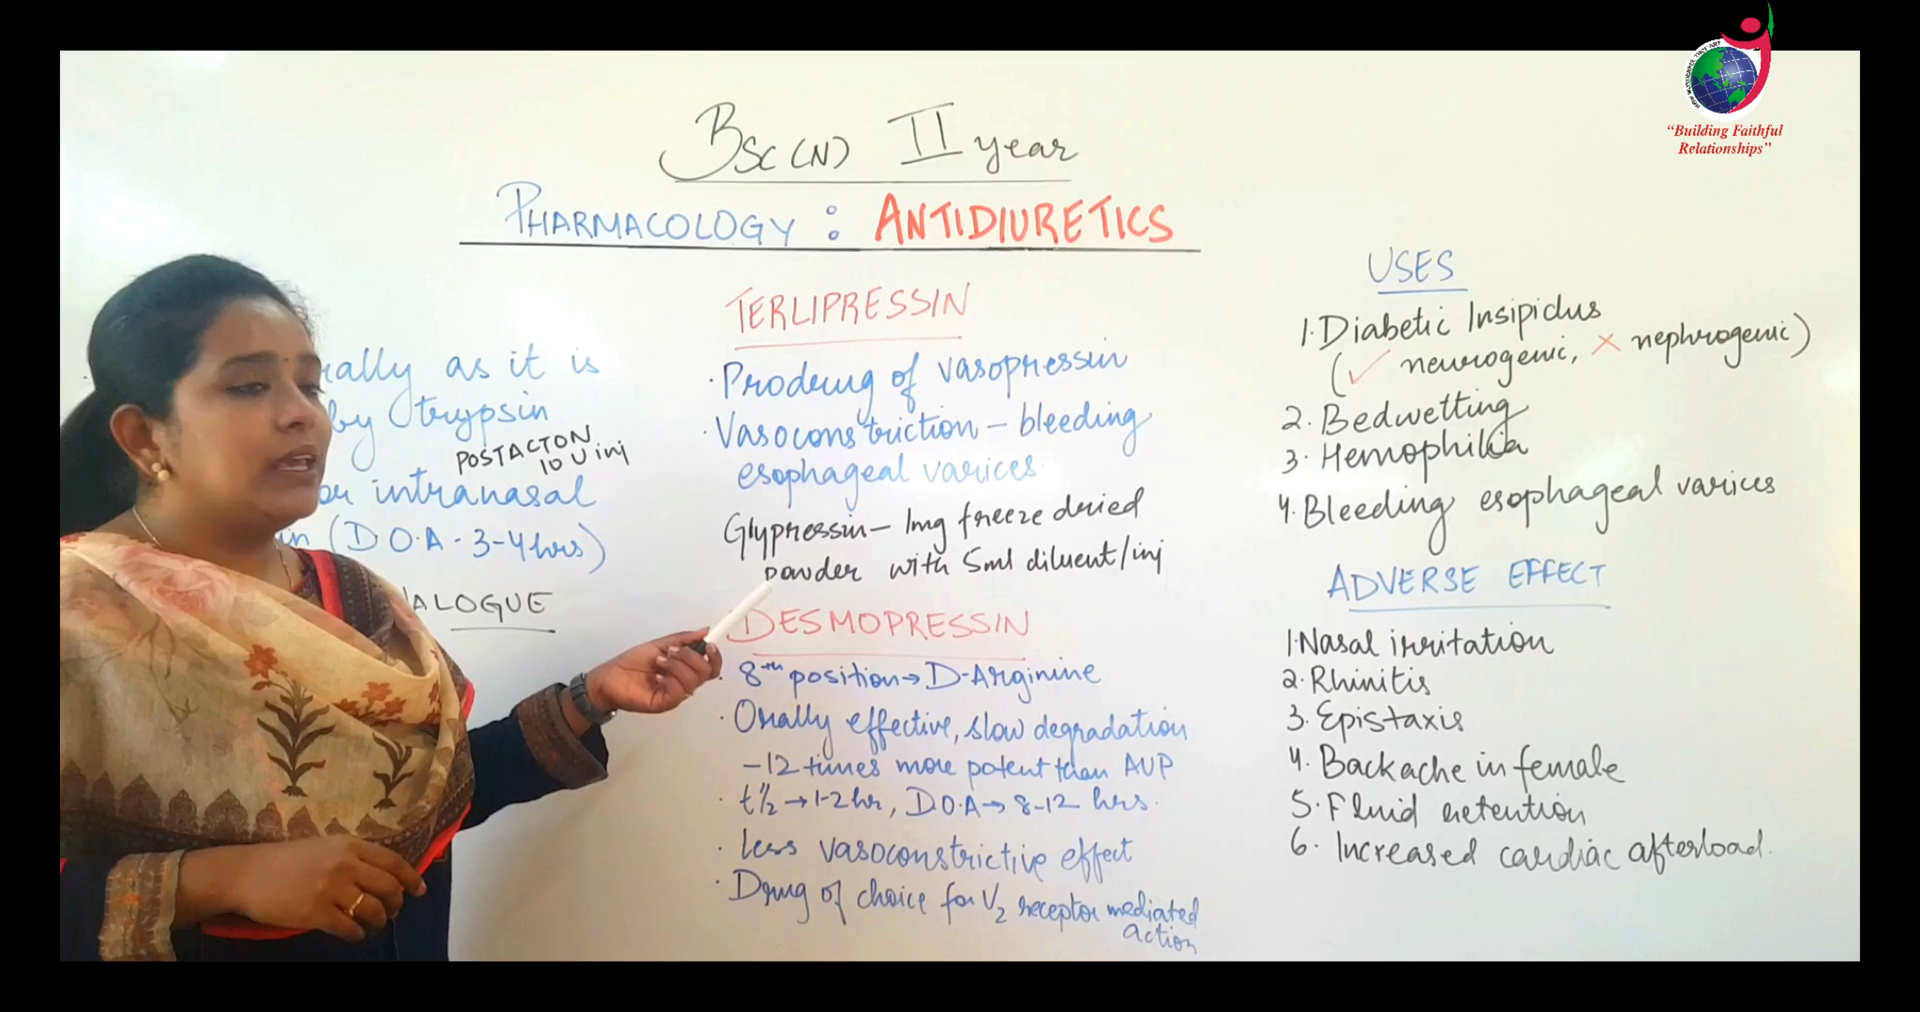 "Building Faithful
Relationships"
BSC (N) II year
PHARMACOLOGY : ANTIDIURETICS
rally as it is
by trypsin
POSTACTON
10 U inj
or intranasal
in (D.O.A - 3-4 hrs)
ALOGUE
TERLIPRESSIN
· Prodrug of vasopressin
· Vasoconstriction – bleeding
esophageal varices
Glypressin – 1mg freeze dried
powder with 5ml diluent/inj
DESMOPRESSIN
· 8th position → D-Arginine
· Orally effective, slow degradation
- 12 times more potent than AVP
· t½ → 1-2 hr, D.O.A → 8-12 hrs.
· Less vasoconstrictive effect
· Drug of choice for V2 receptor mediated
action
USES
1. Diabetic Insipidus
(✓ neurogenic, ✗ nephrogenic)
2. Bedwetting
3. Hemophilia
4. Bleeding esophageal varices
ADVERSE EFFECT
1. Nasal irritation
2. Rhinitis
3. Epistaxis
4. Backache in female
5. Fluid retention
6. Increased cardiac afterload.